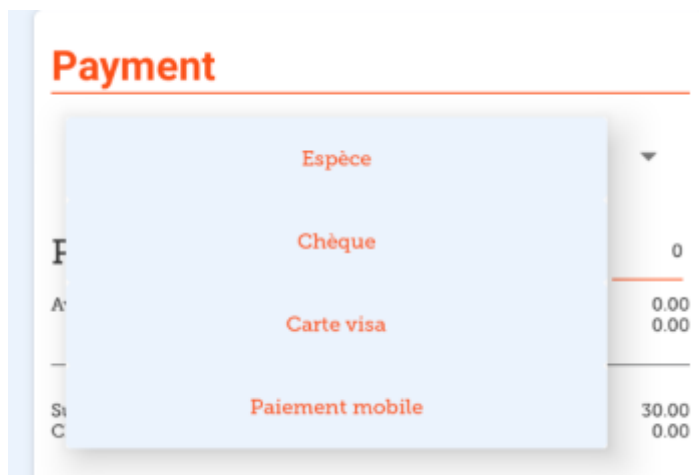 Payment
Espèce
Chèque
0
Carte visa
0.00
0.00
Paiement mobile
30.00
0.00